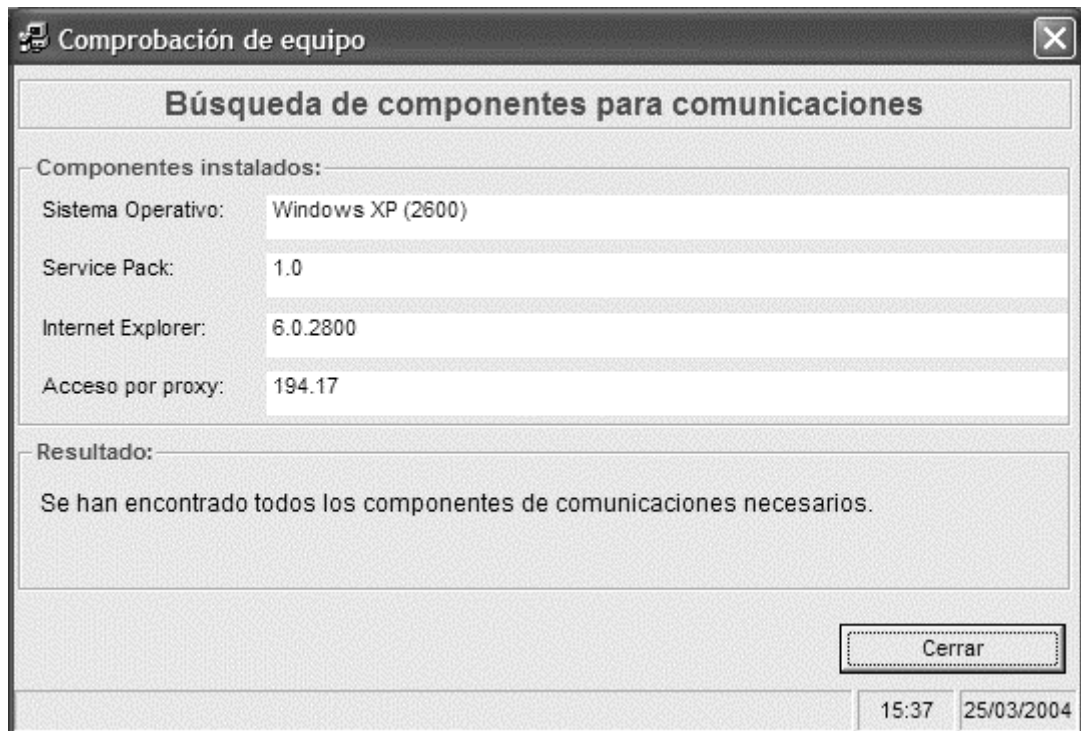 Comprobación de equipo
Búsqueda de componentes para comunicaciones
Componentes instalados:
Sistema Operativo: Windows XP (2600)
Service Pack: 1.0
Internet Explorer: 6.0.2800
Acceso por proxy: 194.17
Resultado:
Se han encontrado todos los componentes de comunicaciones necesarios.
Cerrar
15:37 25/03/2004